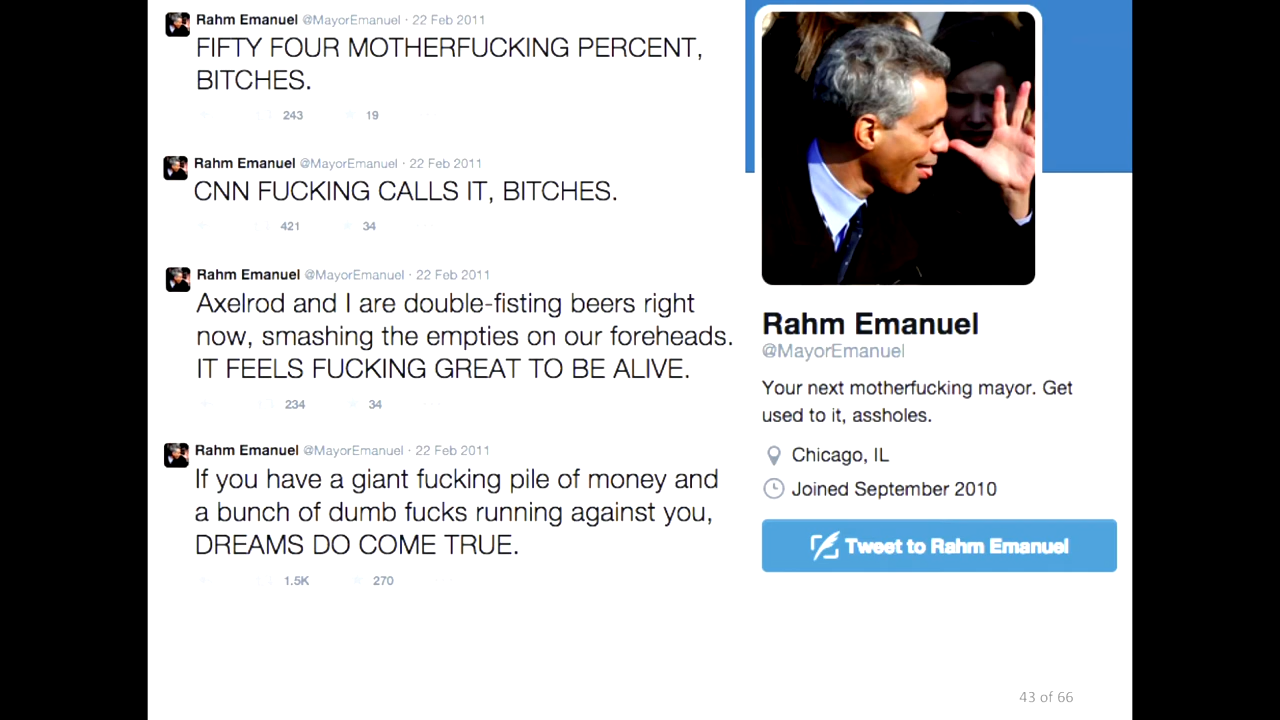 Rahm Emanuel @MayorEmanuel · 22 Feb 2011
FIFTY FOUR MOTHERFUCKING PERCENT,
BITCHES.
243 19
Rahm Emanuel @MayorEmanuel · 22 Feb 2011
CNN FUCKING CALLS IT, BITCHES.
421 34
Rahm Emanuel @MayorEmanuel · 22 Feb 2011
Axelrod and I are double-fisting beers right
now, smashing the empties on our foreheads.
IT FEELS FUCKING GREAT TO BE ALIVE.
234 34
Rahm Emanuel @MayorEmanuel · 22 Feb 2011
If you have a giant fucking pile of money and
a bunch of dumb fucks running against you,
DREAMS DO COME TRUE.
1.5K 270
Rahm Emanuel
@MayorEmanuel
Your next motherfucking mayor. Get
used to it, assholes.
Chicago, IL
Joined September 2010
Tweet to Rahm Emanuel
43 of 66